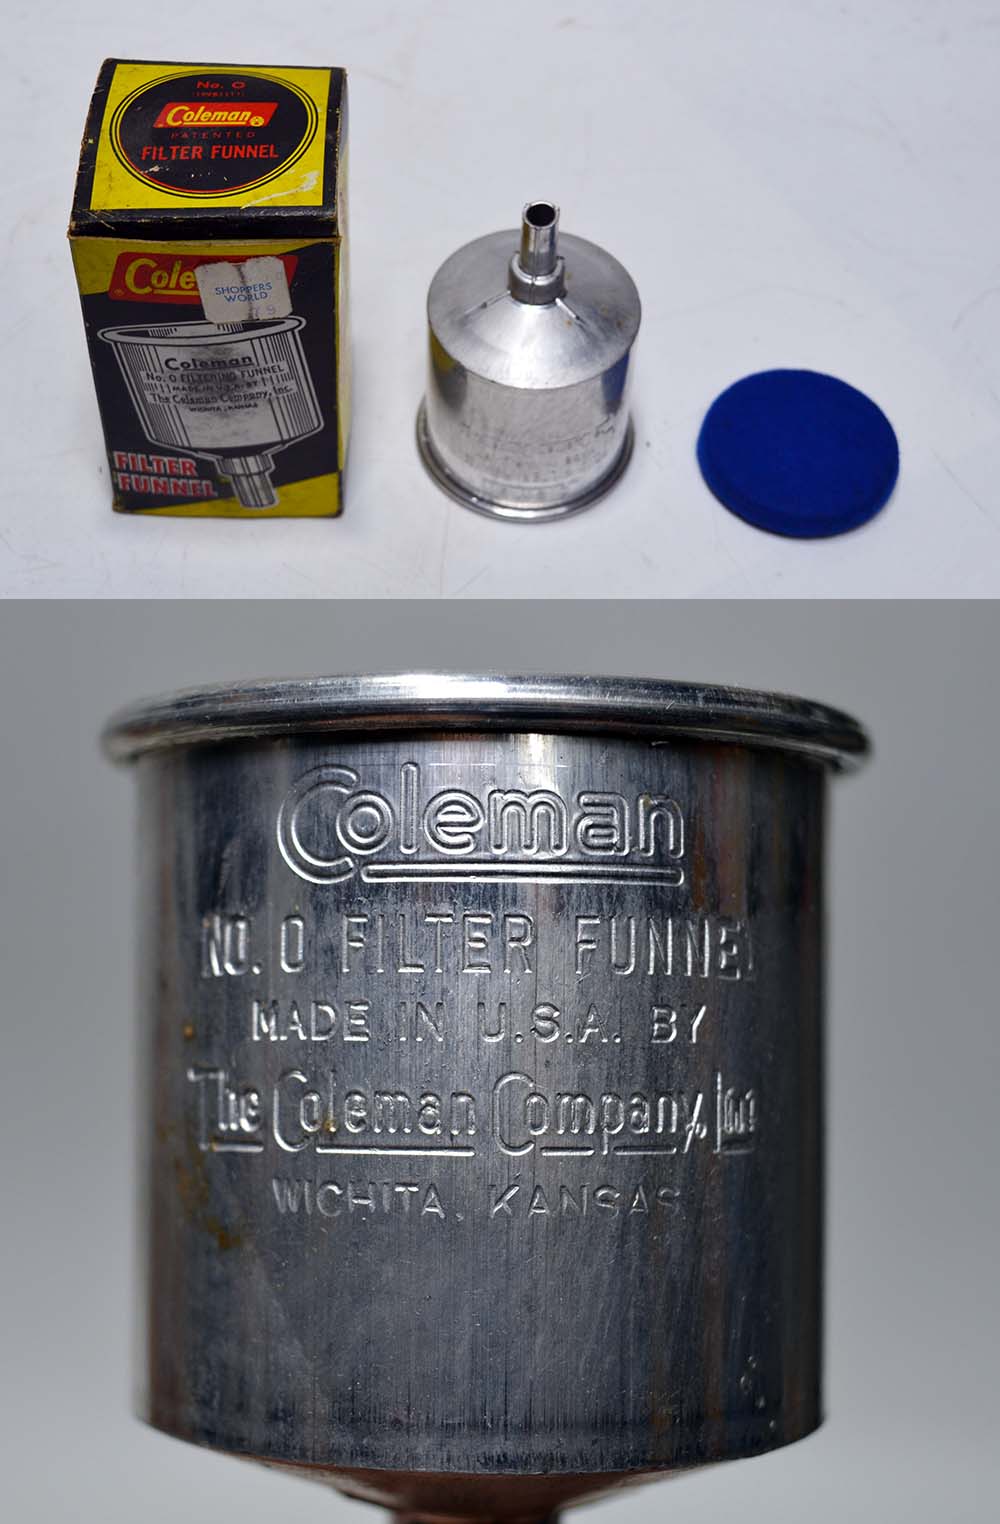 No. 0
Coleman
PATENTED
FILTER FUNNEL
Cole
SHOPPERS
WORLD
79
Coleman
No. 0 FILTERING FUNNEL
MADE IN U.S.A. BY
The Coleman Company, Inc.
WICHITA, KANSAS
FILTER
FUNNEL
Coleman
NO. 0 FILTER FUNNEL
MADE IN U.S.A. BY
The Coleman Company, Inc
WICHITA, KANSAS